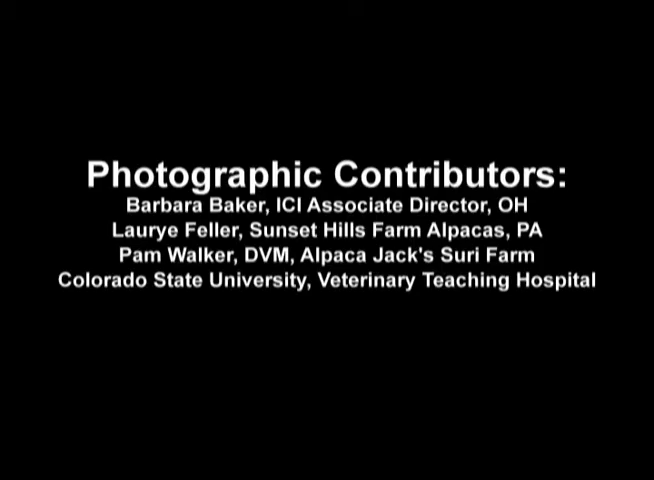 Photographic Contributors:
Barbara Baker, ICI Associate Director, OH
Laurye Feller, Sunset Hills Farm Alpacas, PA
Pam Walker, DVM, Alpaca Jack's Suri Farm
Colorado State University, Veterinary Teaching Hospital